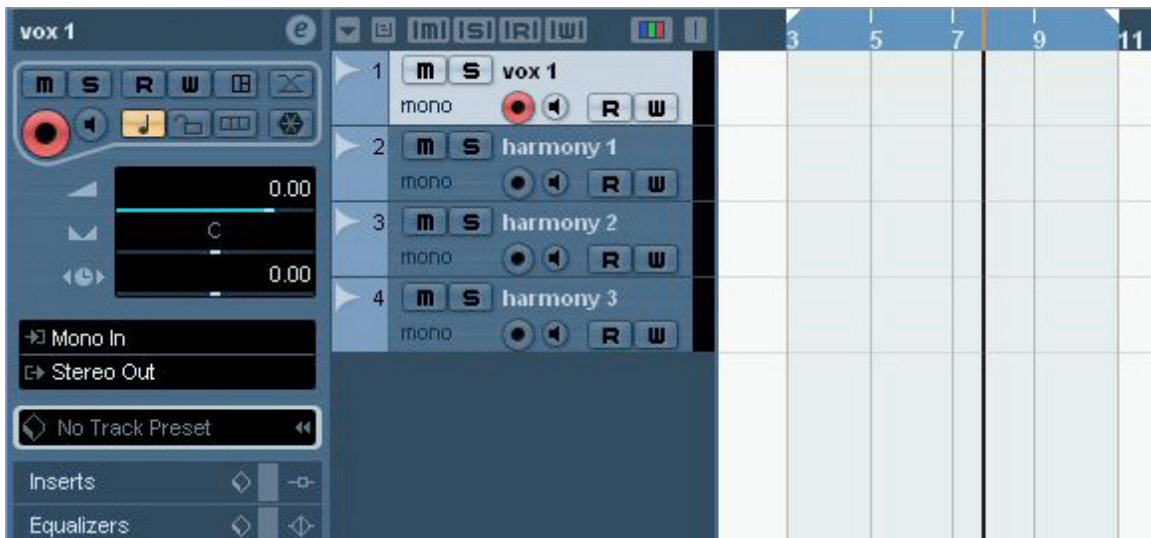 vox 1
e
m S R W
0.00
C
0.00
Mono In
Stereo Out
No Track Preset
Inserts
Equalizers
m S R W
1 m S vox 1
mono R W
2 m S harmony 1
mono R W
3 m S harmony 2
mono R W
4 m S harmony 3
mono R W
3 5 7 9 11